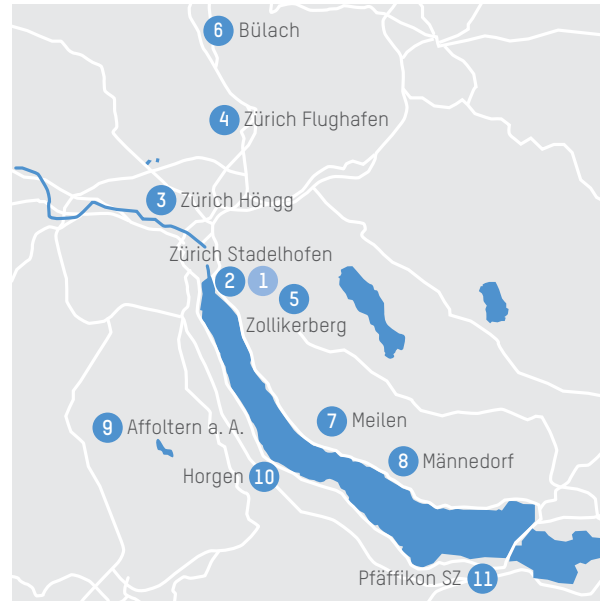 6 Bülach
4 Zürich Flughafen
3 Zürich Höngg
Zürich Stadelhofen
2 1
5
Zollikerberg
7 Meilen
9 Affoltern a. A.
8 Männedorf
Horgen 10
Pfäffikon SZ 11